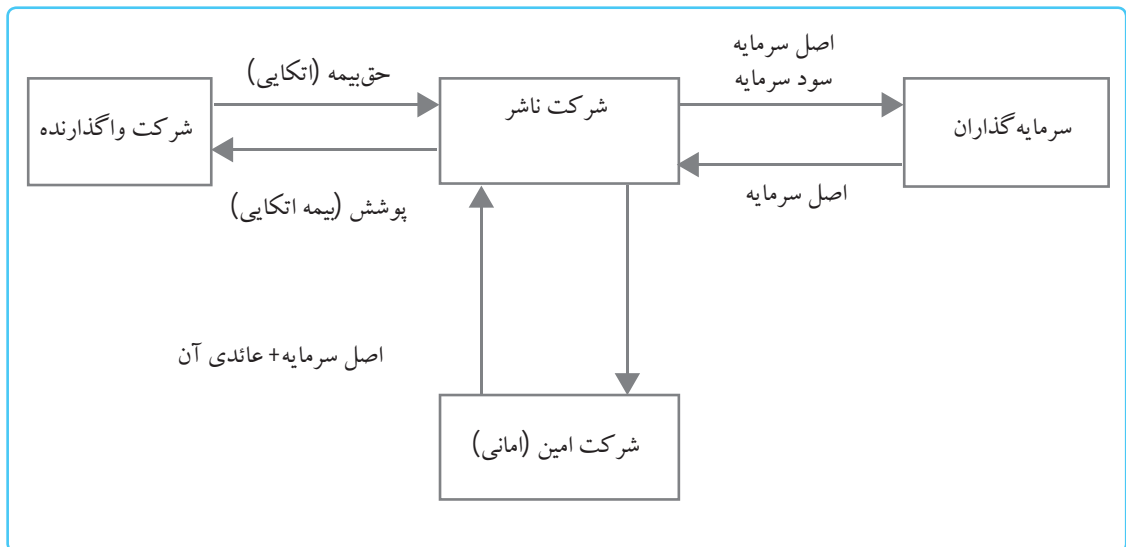 اصل سرمایه
سود سرمایه
حق‌بیمه (اتکایی)
سرمایه‌گذاران
شرکت ناشر
شرکت واگذارنده
اصل سرمایه
پوشش (بیمه اتکایی)
اصل سرمایه+ عائدی آن
شرکت امین (امانی)